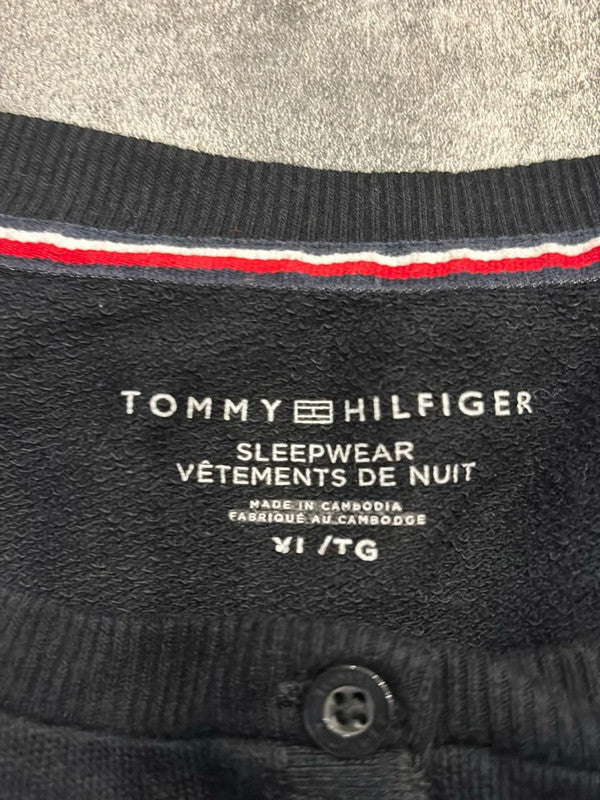 TOMMY HILFIGER
SLEEPWEAR
VÊTEMENTS DE NUIT
MADE IN CAMBODIA
FABRIQUÉ AU CAMBODGE
XL/TG